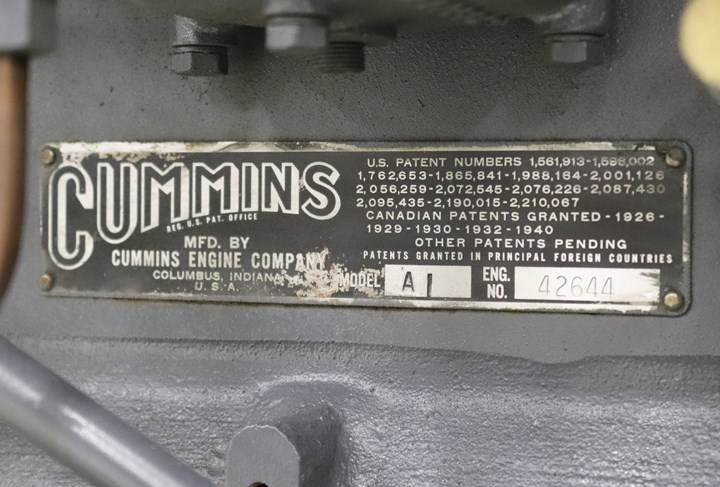 CUMMINS
REG. U.S. PAT. OFFICE
MFD. BY
CUMMINS ENGINE COMPANY
COLUMBUS, INDIANA
U.S.A.
U.S. PATENT NUMBERS 1,561,913-1,598,002
1,762,653-1,865,841-1,988,164-2,001,126
2,056,259-2,072,545-2,076,226-2,087,430
2,095,435-2,190,015-2,210,067
CANADIAN PATENTS GRANTED-1926-
1929-1930-1932-1940
OTHER PATENTS PENDING
PATENTS GRANTED IN PRINCIPAL FOREIGN COUNTRIES
MODEL A I ENG. NO. 42644